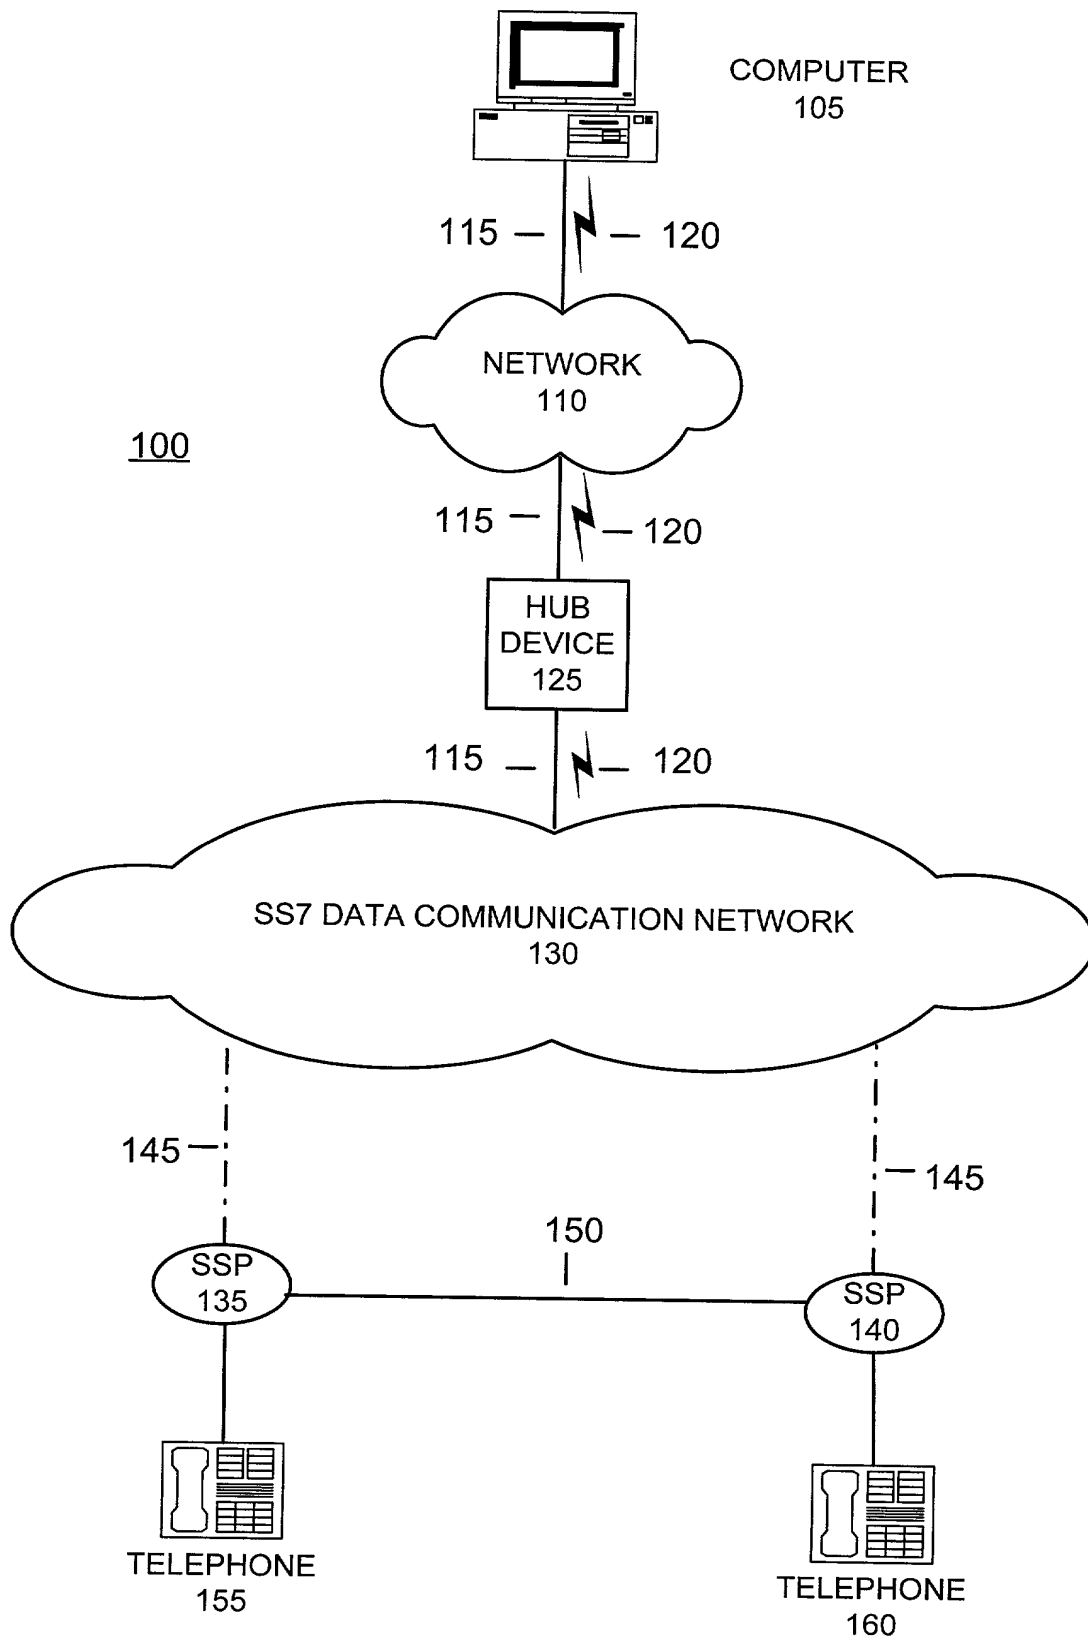 COMPUTER
105
115
120
NETWORK
110
100
115
120
HUB
DEVICE
125
115
120
SS7 DATA COMMUNICATION NETWORK
130
145
145
150
SSP
135
SSP
140
TELEPHONE
155
TELEPHONE
160